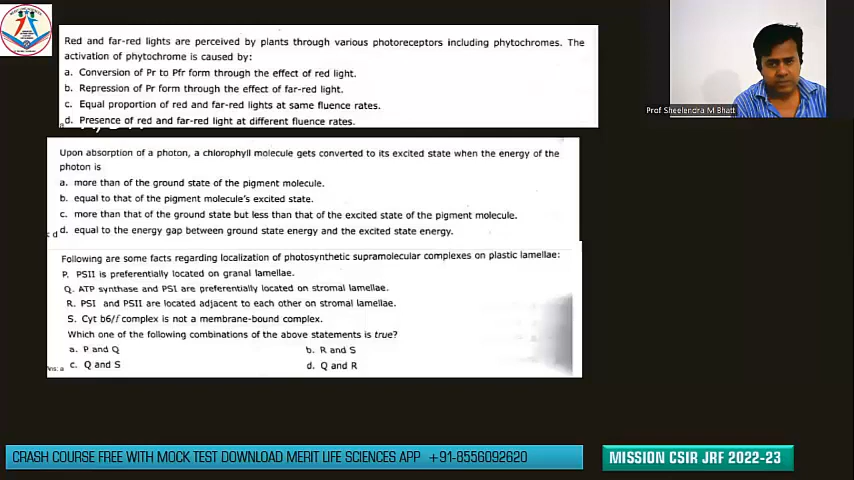 Red and far-red lights are perceived by plants through various photoreceptors including phytochromes. The
activation of phytochrome is caused by:
a. Conversion of Pr to Pfr form through the effect of red light.
b. Repression of Pr form through the effect of far-red light.
c. Equal proportion of red and far-red lights at same fluence rates.
d. Presence of red and far-red light at different fluence rates.
Prof Sheelendra M Bhatt
Upon absorption of a photon, a chlorophyll molecule gets converted to its excited state when the energy of the
photon is
a. more than of the ground state of the pigment molecule.
b. equal to that of the pigment molecule's excited state.
c. more than that of the ground state but less than that of the excited state of the pigment molecule.
d. equal to the energy gap between ground state energy and the excited state energy.
Following are some facts regarding localization of photosynthetic supramolecular complexes on plastic lamellae:
P. PSII is preferentially located on granal lamellae.
Q. ATP synthase and PSI are preferentially located on stromal lamellae.
R. PSI and PSII are located adjacent to each other on stromal lamellae.
S. Cyt b6/f complex is not a membrane-bound complex.
Which one of the following combinations of the above statements is true?
a. P and Q b. R and S
c. Q and S d. Q and R
CRASH COURSE FREE WITH MOCK TEST DOWNLOAD MERIT LIFE SCIENCES APP +91-8556092620
MISSION CSIR JRF 2022-23